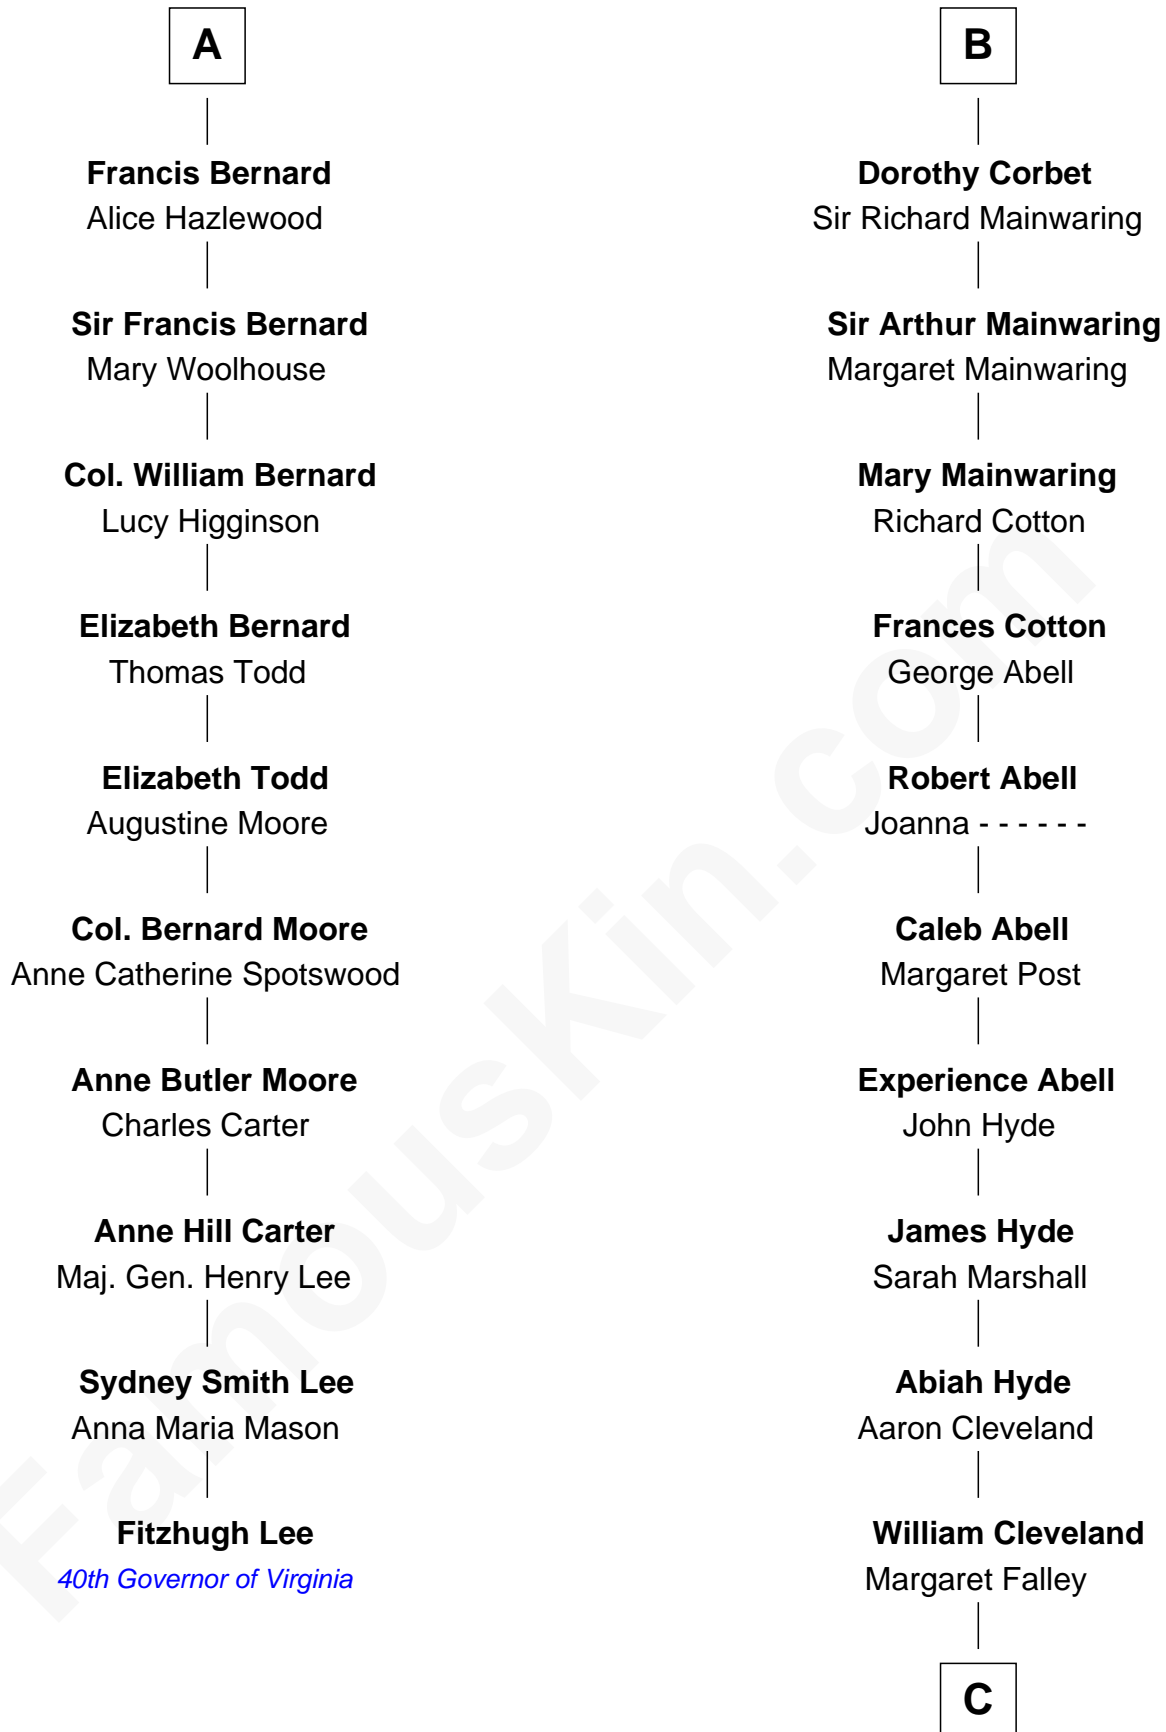 A
Francis Bernard
Alice Hazlewood
Sir Francis Bernard
Mary Woolhouse
Col. William Bernard
Lucy Higginson
Elizabeth Bernard
Thomas Todd
Elizabeth Todd
Augustine Moore
Col. Bernard Moore
Anne Catherine Spotswood
Anne Butler Moore
Charles Carter
Anne Hill Carter
Maj. Gen. Henry Lee
Sydney Smith Lee
Anna Maria Mason
Fitzhugh Lee
40th Governor of Virginia
B
Dorothy Corbet
Sir Richard Mainwaring
Sir Arthur Mainwaring
Margaret Mainwaring
Mary Mainwaring
Richard Cotton
Frances Cotton
George Abell
Robert Abell
Joanna - - - - - -
Caleb Abell
Margaret Post
Experience Abell
John Hyde
James Hyde
Sarah Marshall
Abiah Hyde
Aaron Cleveland
William Cleveland
Margaret Falley
C
FamousKin.com